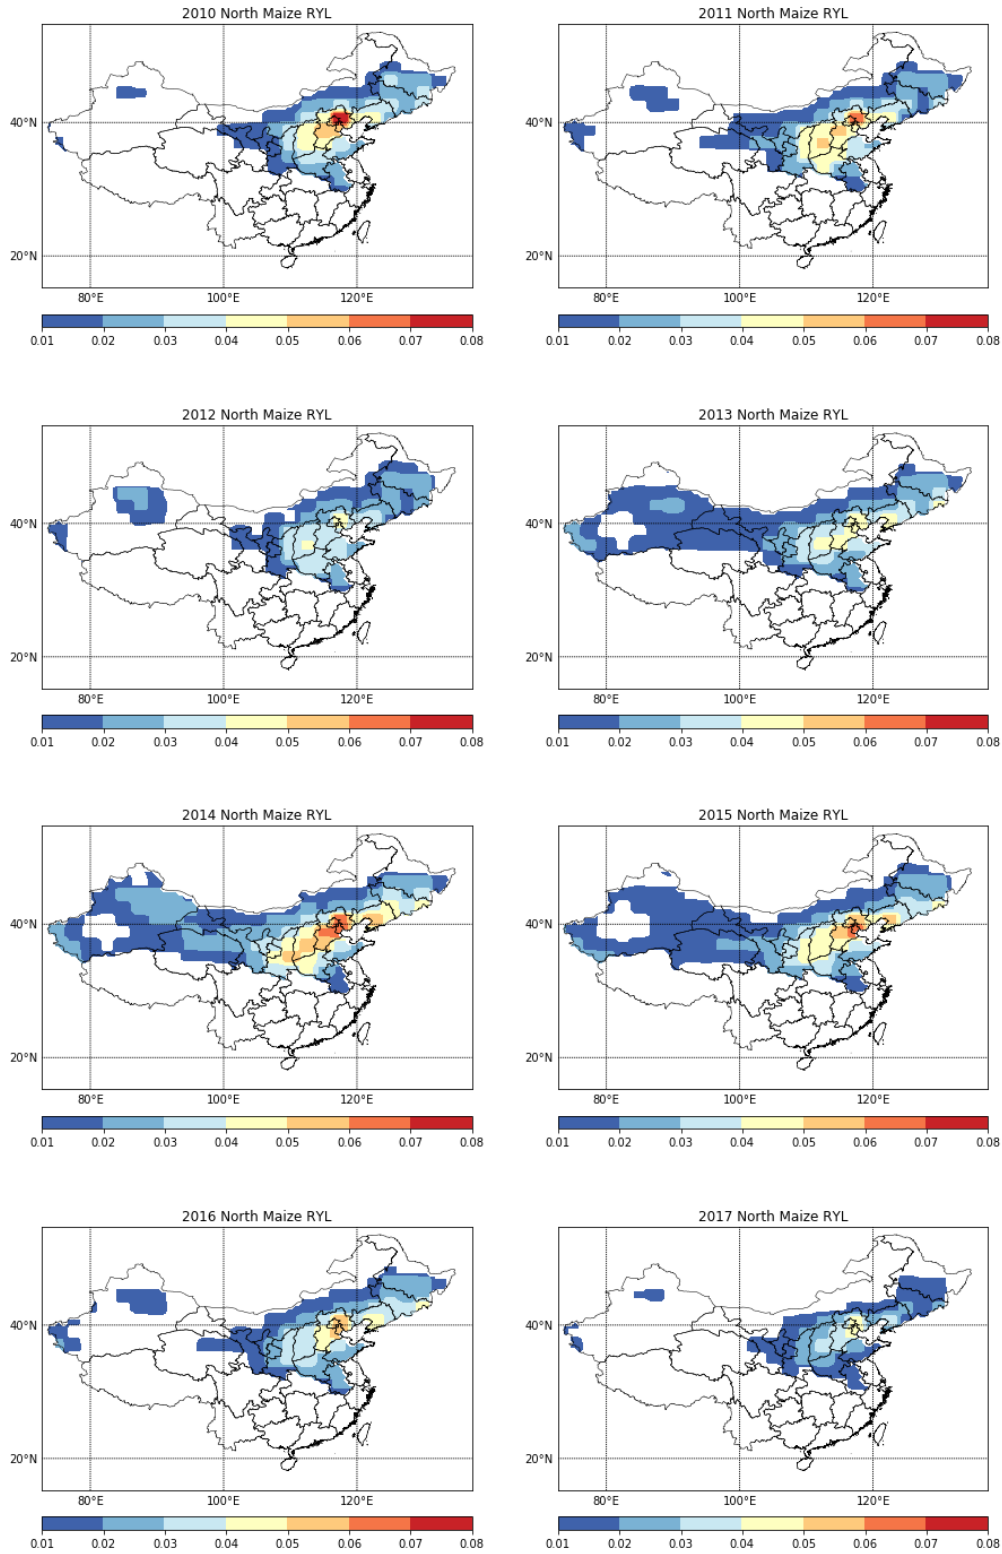 2010 North Maize RYL
40°N
20°N
80°E 100°E 120°E
0.01 0.02 0.03 0.04 0.05 0.06 0.07 0.08
2011 North Maize RYL
40°N
20°N
80°E 100°E 120°E
0.01 0.02 0.03 0.04 0.05 0.06 0.07 0.08
2012 North Maize RYL
40°N
20°N
80°E 100°E 120°E
0.01 0.02 0.03 0.04 0.05 0.06 0.07 0.08
2013 North Maize RYL
40°N
20°N
80°E 100°E 120°E
0.01 0.02 0.03 0.04 0.05 0.06 0.07 0.08
2014 North Maize RYL
40°N
20°N
80°E 100°E 120°E
0.01 0.02 0.03 0.04 0.05 0.06 0.07 0.08
2015 North Maize RYL
40°N
20°N
80°E 100°E 120°E
0.01 0.02 0.03 0.04 0.05 0.06 0.07 0.08
2016 North Maize RYL
40°N
20°N
80°E 100°E 120°E
0.01 0.02 0.03 0.04 0.05 0.06 0.07 0.08
2017 North Maize RYL
40°N
20°N
80°E 100°E 120°E
0.01 0.02 0.03 0.04 0.05 0.06 0.07 0.08